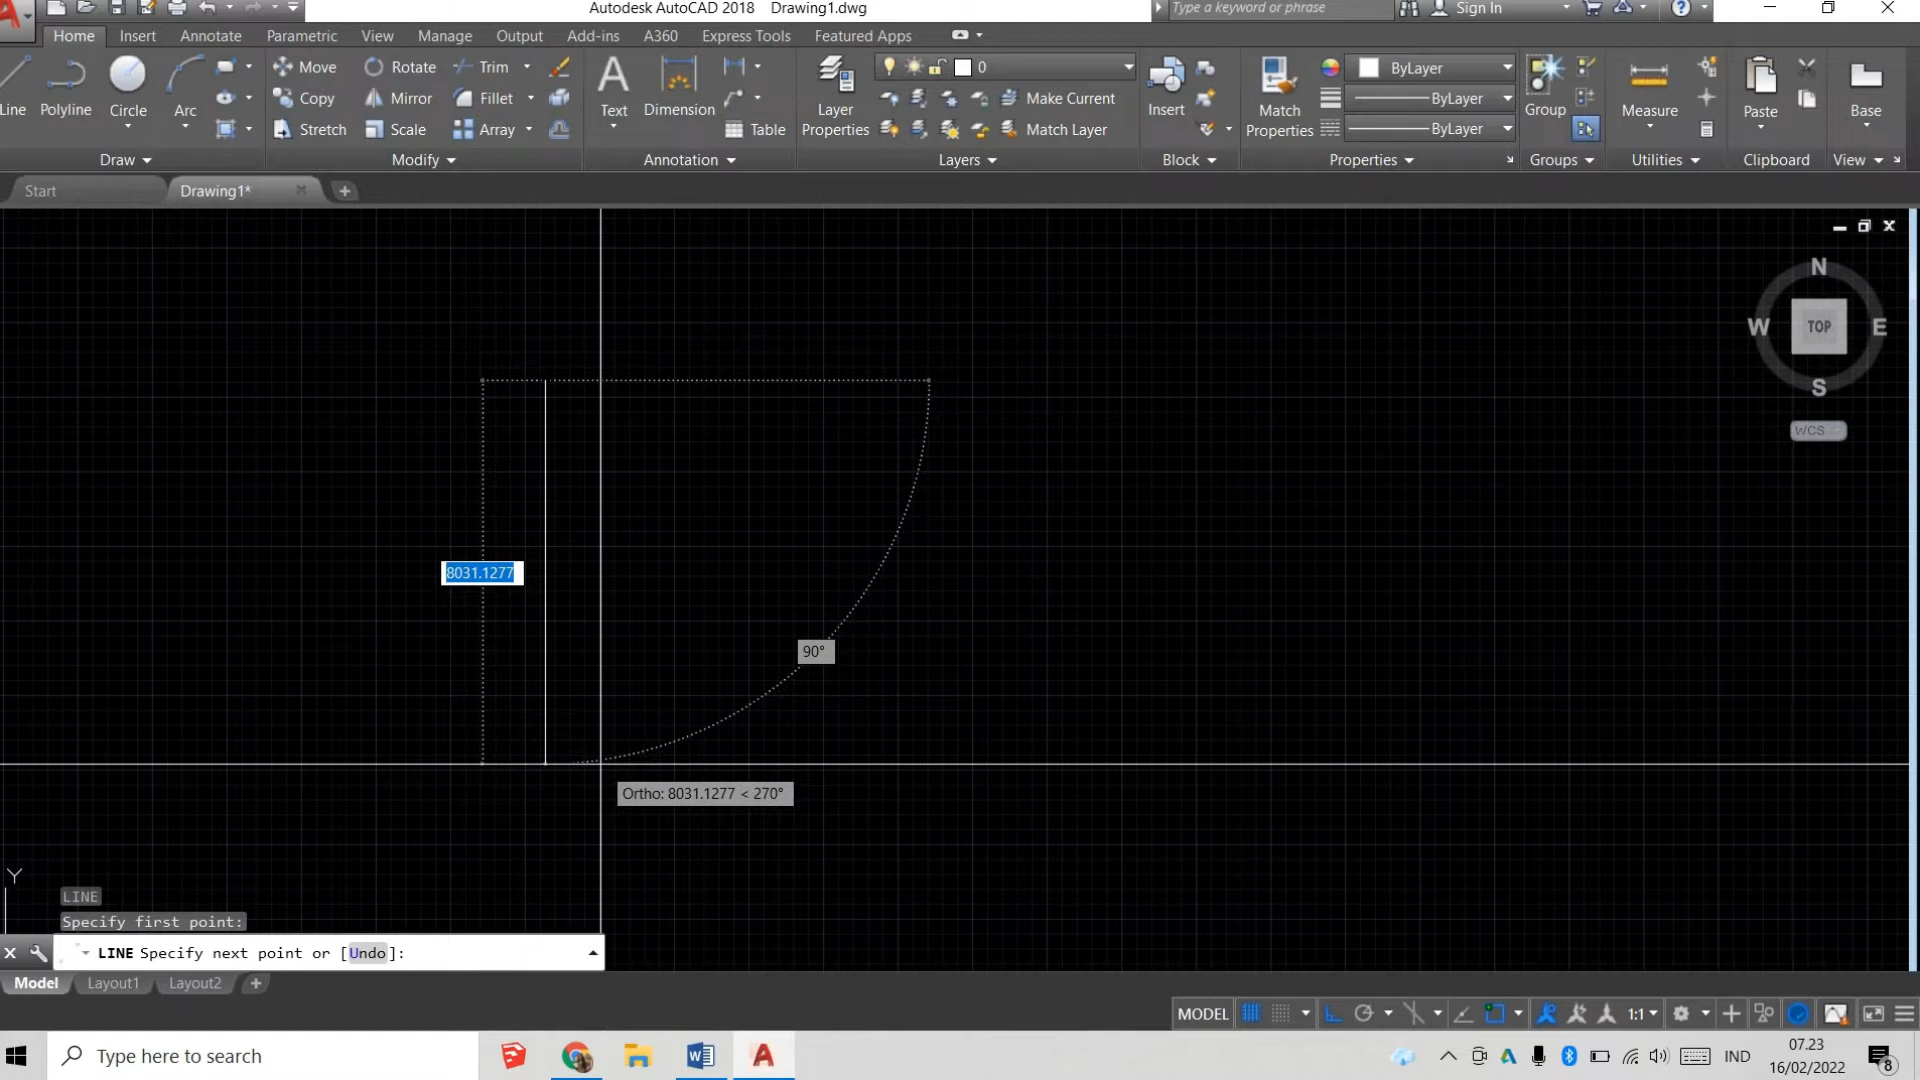 Autodesk AutoCAD 2018 Drawing1.dwg
Type a keyword or phrase
Sign In
Home Insert Annotate Parametric View Manage Output Add-ins A360 Express Tools Featured Apps
Line Polyline Circle Arc
Move Rotate Trim
Copy Mirror Fillet
Stretch Scale Array
Text Dimension
Table
Layer Properties
0
Make Current
Match Layer
Insert
Match Properties
ByLayer
ByLayer
ByLayer
Group
Measure
Paste
Base
Draw Modify Annotation Layers Block Properties Groups Utilities Clipboard View
Start Drawing1* +
N
W TOP E
S
WCS
8031.1277
90°
Ortho: 8031.1277 < 270°
Y
LINE
Specify first point:
LINE Specify next point or [Undo]:
Model Layout1 Layout2 +
MODEL 1:1
Type here to search
IND
07.23
16/02/2022
8